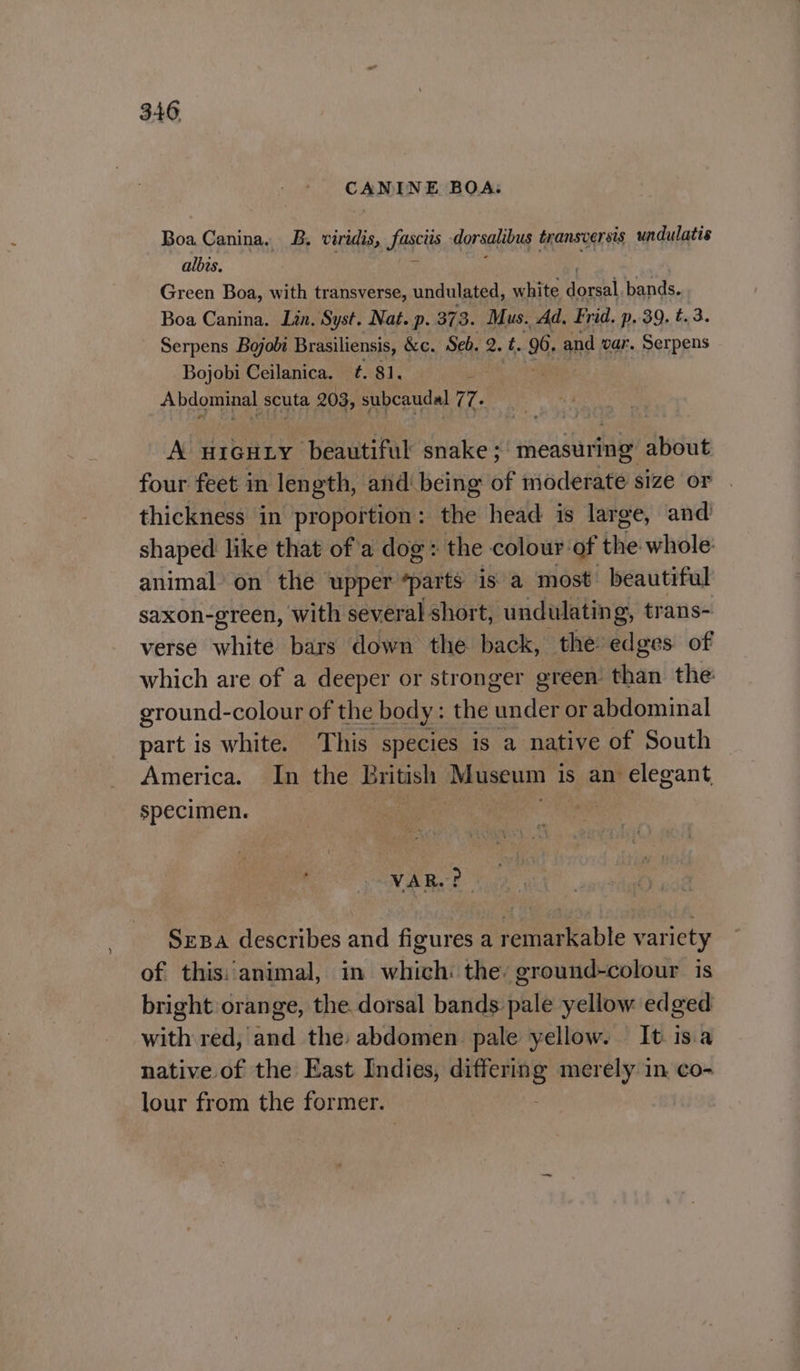 346
CANINE BOA.
Boa Canina. B. viridis, fasciis dorsalibus transversis undulatis
albis.
Green Boa, with transverse, undulated, white dorsal bands.
Boa Canina. Lin. Syst. Nat. p. 373. Mus. Ad. Frid. p. 39. t. 3.
Serpens Bojobi Brasiliensis, &c. Seb. 2. t. 96. and var. Serpens
Bojobi Ceilanica. t. 81.
Abdominal scuta 203, subcaudal 77.
A HIGHLY beautiful snake; measuring about
four feet in length, and being of moderate size or
thickness in proportion: the head is large, and
shaped like that of a dog: the colour of the whole
animal on the upper parts is a most beautiful
saxon-green, with several short, undulating, trans-
verse white bars down the back, the edges of
which are of a deeper or stronger green than the
ground-colour of the body: the under or abdominal
part is white. This species is a native of South
America. In the British Museum is an elegant
specimen.
VAR.?
SEBA describes and figures a remarkable variety
of this animal, in which the ground-colour is
bright orange, the dorsal bands pale yellow edged
with red, and the abdomen pale yellow. It is a
native of the East Indies, differing merely in co-
lour from the former.